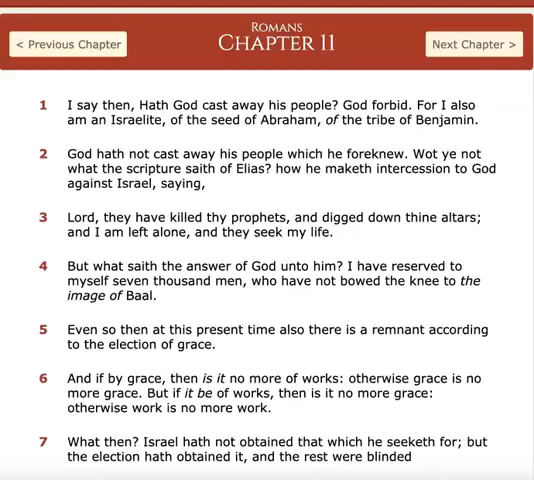 Romans
Chapter 11
< Previous Chapter
Next Chapter >
1 I say then, Hath God cast away his people? God forbid. For I also
am an Israelite, of the seed of Abraham, of the tribe of Benjamin.
2 God hath not cast away his people which he foreknew. Wot ye not
what the scripture saith of Elias? how he maketh intercession to God
against Israel, saying,
3 Lord, they have killed thy prophets, and digged down thine altars;
and I am left alone, and they seek my life.
4 But what saith the answer of God unto him? I have reserved to
myself seven thousand men, who have not bowed the knee to the
image of Baal.
5 Even so then at this present time also there is a remnant according
to the election of grace.
6 And if by grace, then is it no more of works: otherwise grace is no
more grace. But if it be of works, then is it no more grace:
otherwise work is no more work.
7 What then? Israel hath not obtained that which he seeketh for; but
the election hath obtained it, and the rest were blinded